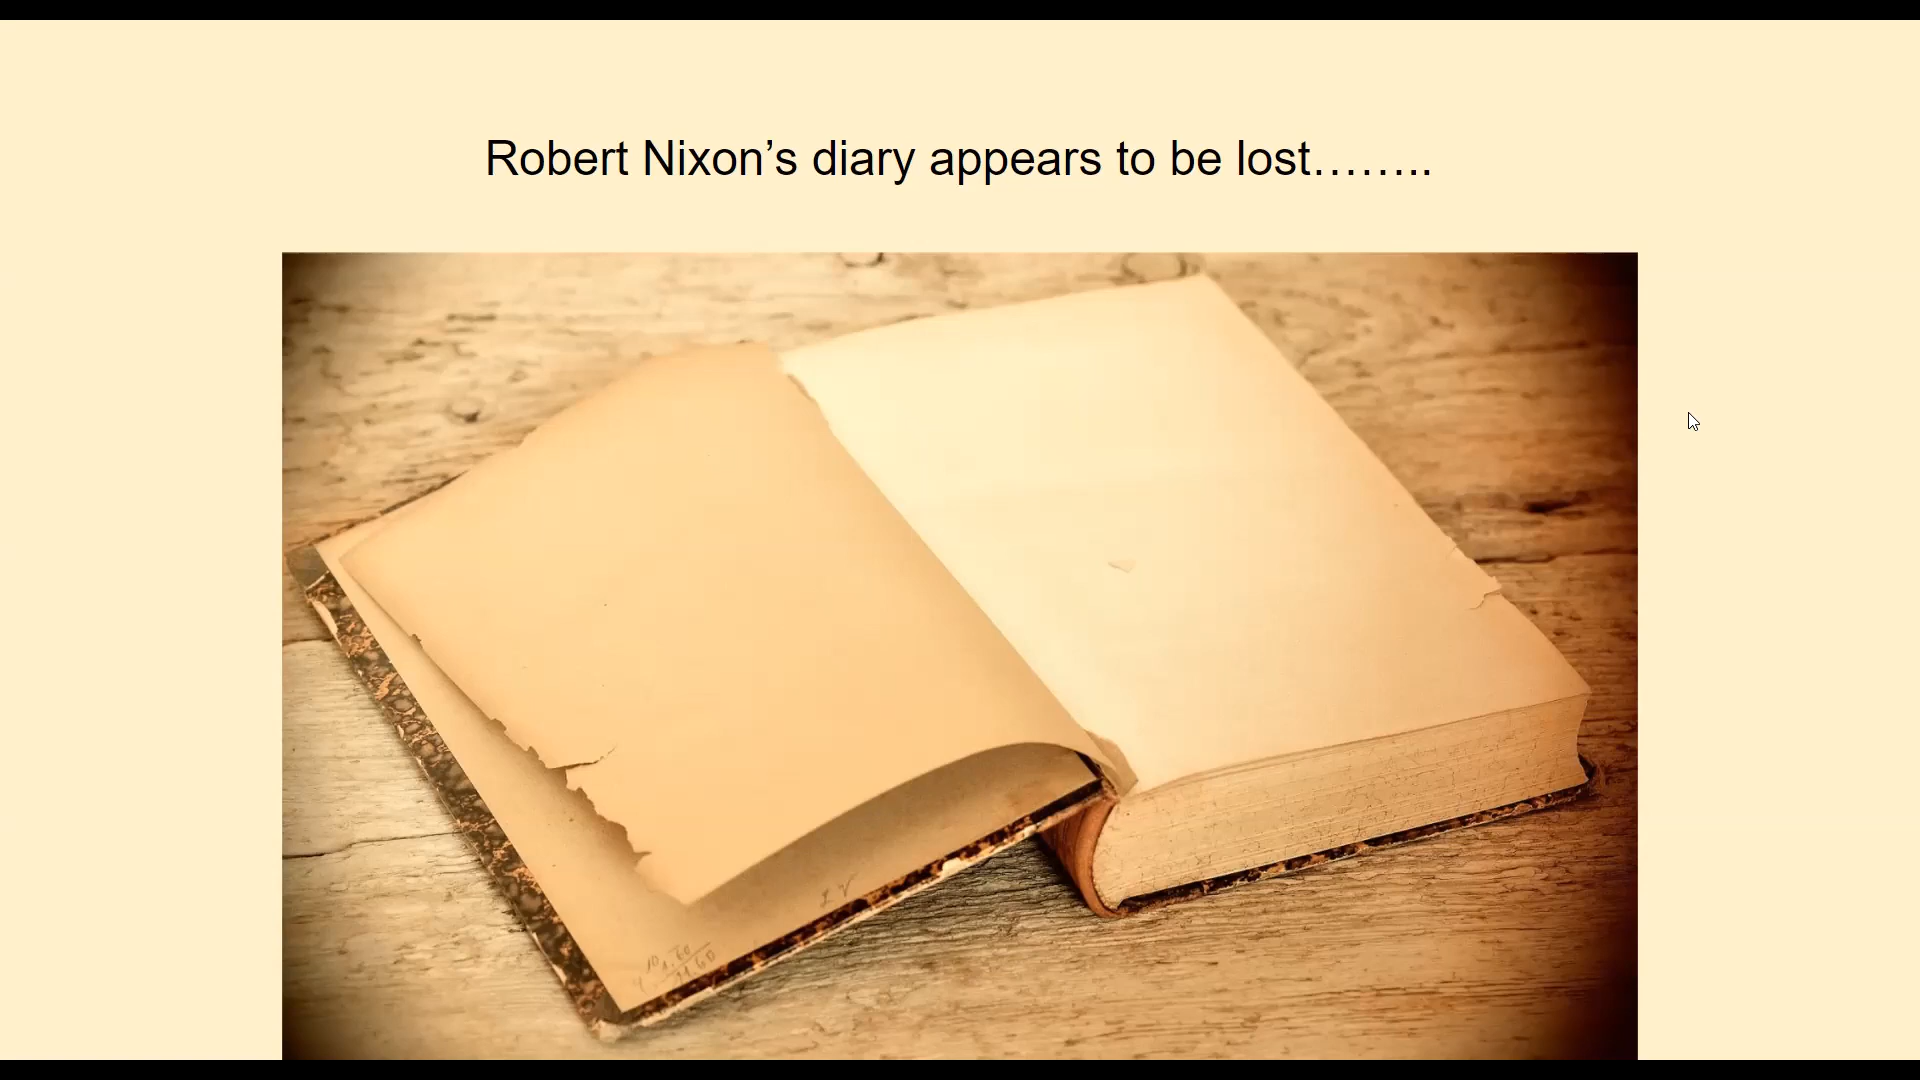 Robert Nixon’s diary appears to be lost……..